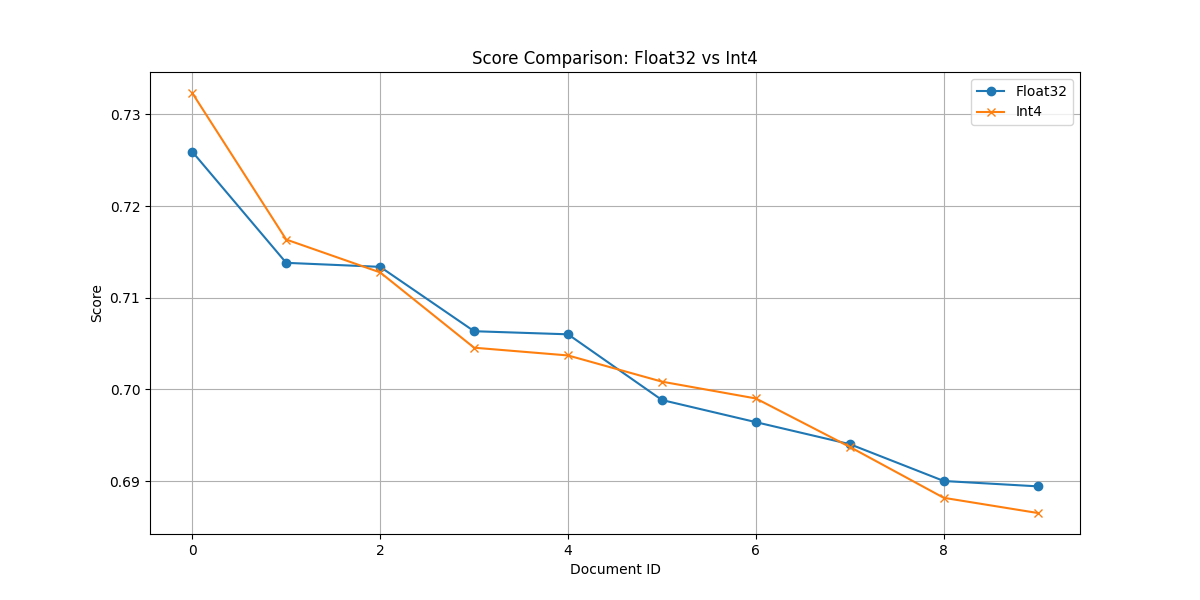 Score Comparison: Float32 vs Int4
Float32
Int4
0.73
0.72
0.71
0.70
0.69
Score
0 2 4 6 8
Document ID